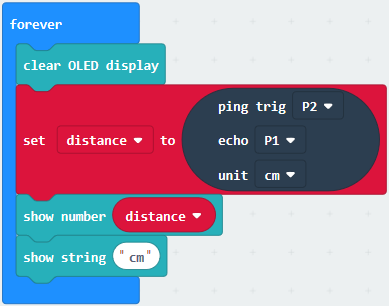 forever
clear OLED display
ping trig P2
set distance to echo P1
unit cm
show number distance
show string "cm"